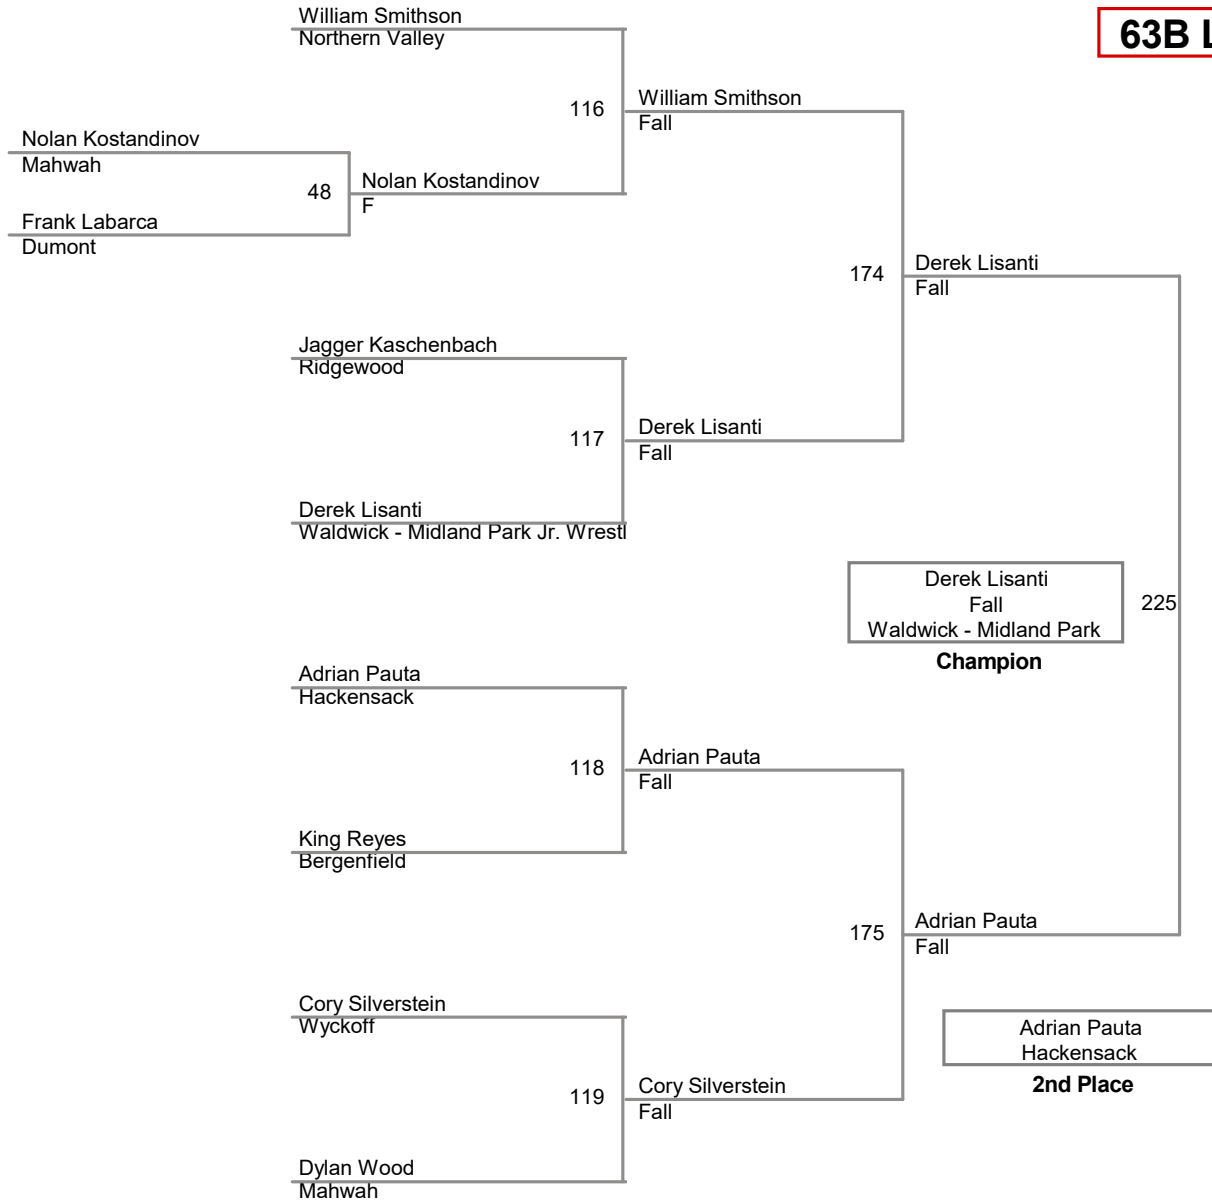 William Smithson
Northern Valley
63B L
116
William Smithson
Fall
Nolan Kostandinov
Mahwah
48
Nolan Kostandinov
F
Frank Labarca
Dumont
174
Derek Lisanti
Fall
Jagger Kaschenbach
Ridgewood
117
Derek Lisanti
Fall
Derek Lisanti
Waldwick - Midland Park Jr. Wrestl
Derek Lisanti
Fall
Waldwick - Midland Park
225
Champion
Adrian Pauta
Hackensack
118
Adrian Pauta
Fall
King Reyes
Bergenfield
175
Adrian Pauta
Fall
Cory Silverstein
Wyckoff
Adrian Pauta
Hackensack
2nd Place
119
Cory Silverstein
Fall
Dylan Wood
Mahwah